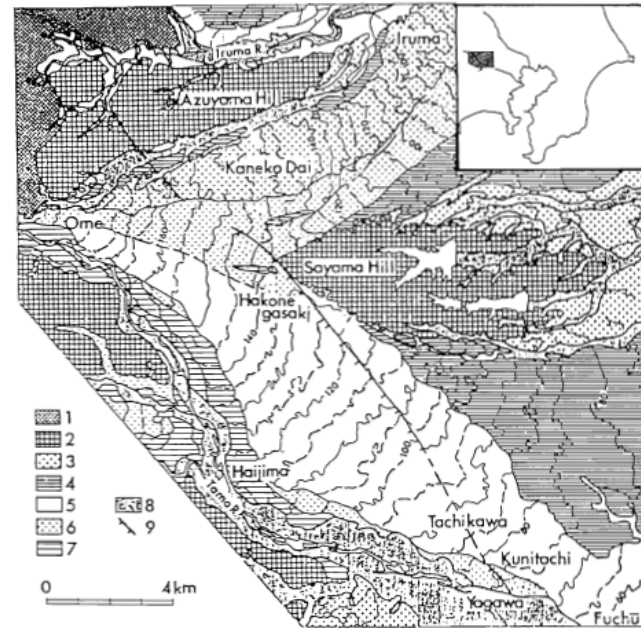 Iruma R.
Iruma
Azuyama Hill
Kaneko Dai
Ome
Sayama Hill
Hakone
gasaki
140
120
100
Haijima
Tama R.
Tachikawa
Kunitachi
Yagawa
Fuchū
1
2
3
4
5
6
7
8
9
0 4km